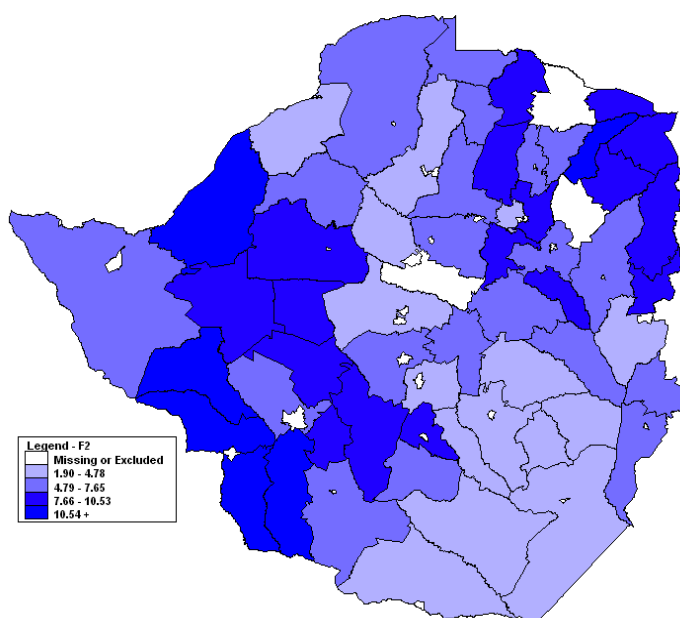 Legend - F2
Missing or Excluded
1.90 - 4.78
4.79 - 7.65
7.66 - 10.53
10.54 +